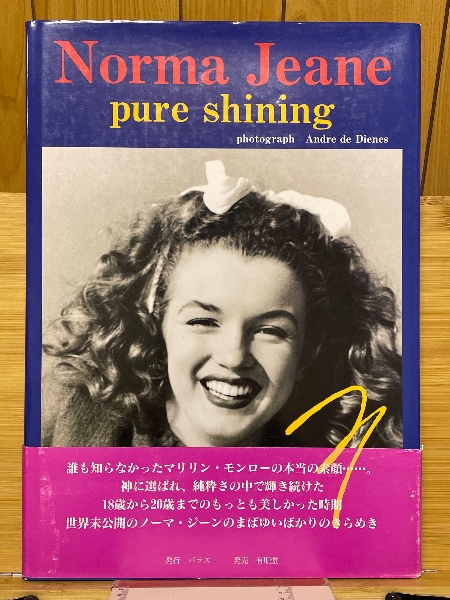 Norma Jeane
pure shining
photograph Andre de Dienes
誰も知らなかったマリリン・モンローの本当の素顔……。
神に選ばれ、純粋さの中で輝き続けた
18歳から20歳までのもっとも美しかった時期
世界未公開のノーマ・ジーンのまばゆいばかりのきらめき
発行 パラス 発売 有朋堂